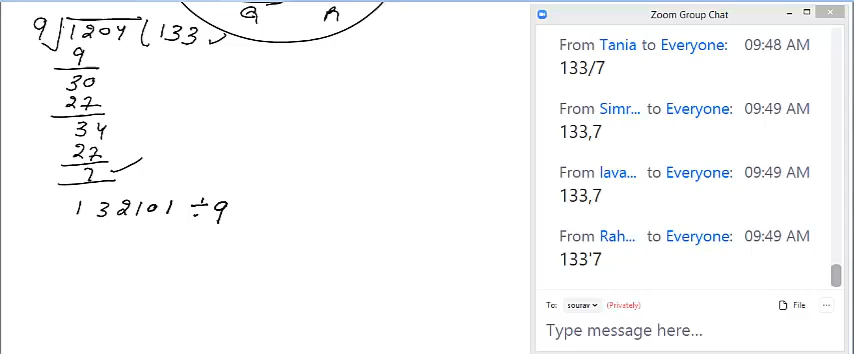 Q R
9 1204 133
9
30
27
34
27
7
132101 ÷ 9
Zoom Group Chat
From Tania to Everyone: 09:48 AM
133/7
From Simr... to Everyone: 09:49 AM
133,7
From lava... to Everyone: 09:49 AM
133,7
From Rah... to Everyone: 09:49 AM
133'7
To: sourav (Privately) File ...
Type message here...